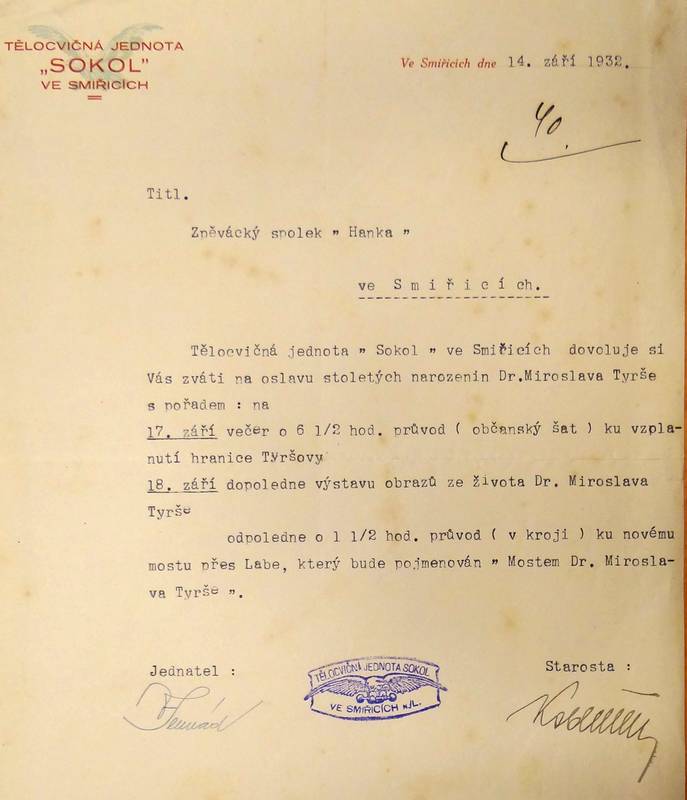 TĚLOCVIČNÁ JEDNOTA
„SOKOL”
VE SMIŘICÍCH
Ve Smiřicích dne 14. září 1932.
40.
Titl.
Zpěvácký spolek „ Hanka „
ve S m i ř i c í c h.
Tělocvičná jednota „ Sokol „ ve Smiřicích dovoluje si
Vás zváti na oslavu stoletých narozenin Dr.Miroslava Tyrše
s pořadem : na
17. září večer o 6 1/2 hod. průvod ( občanský šat ) ku vzpla-
nutí hranice Tyršovy
18. září dopoledne výstavu obrazů ze života Dr. Miroslava
Tyrše
odpoledne o 1 1/2 hod. průvod ( v kroji ) ku novému
mostu přes Labe, který bude pojmenován „ Mostem Dr. Mirosla-
va Tyrše „.
Jednatel :
Starosta :
TĚLOCVIČNÁ JEDNOTA SOKOL
VE SMIŘICÍCH n./L.